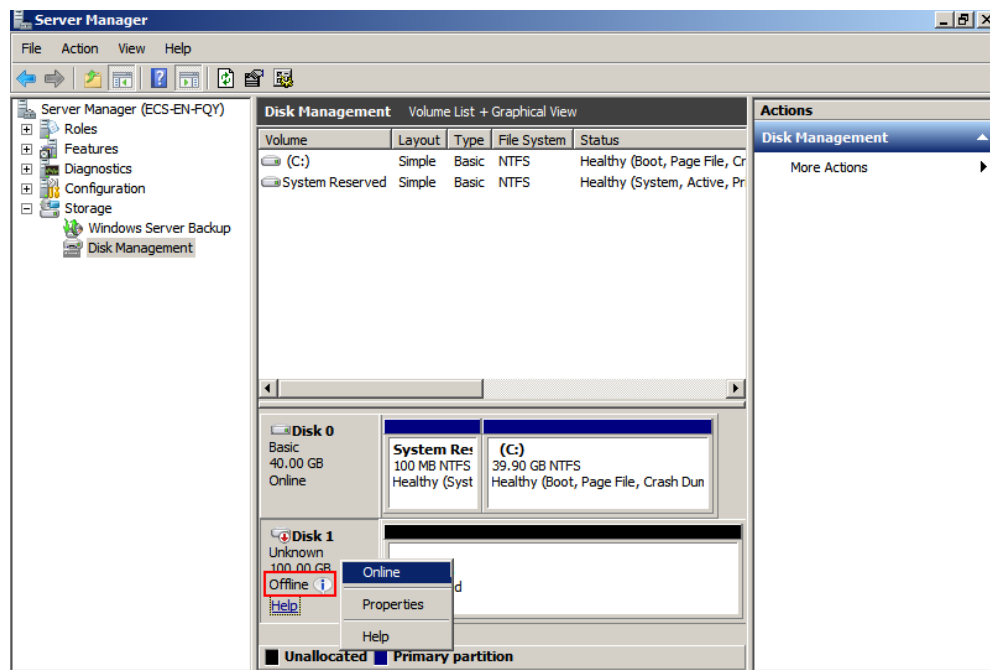 Server Manager
File Action View Help
Server Manager (ECS-EN-FQY)
Roles
Features
Diagnostics
Configuration
Storage
Windows Server Backup
Disk Management
Disk Management Volume List + Graphical View
Volume Layout Type File System Status
(C:) Simple Basic NTFS Healthy (Boot, Page File, Cr
System Reserved Simple Basic NTFS Healthy (System, Active, Pr
Disk 0
Basic
40.00 GB
Online
System Res
100 MB NTFS
Healthy (Syst
(C:)
39.90 GB NTFS
Healthy (Boot, Page File, Crash Dum
Disk 1
Unknown
100.00 GB
Offline
Help
d
Online
Properties
Help
Unallocated Primary partition
Actions
Disk Management
More Actions